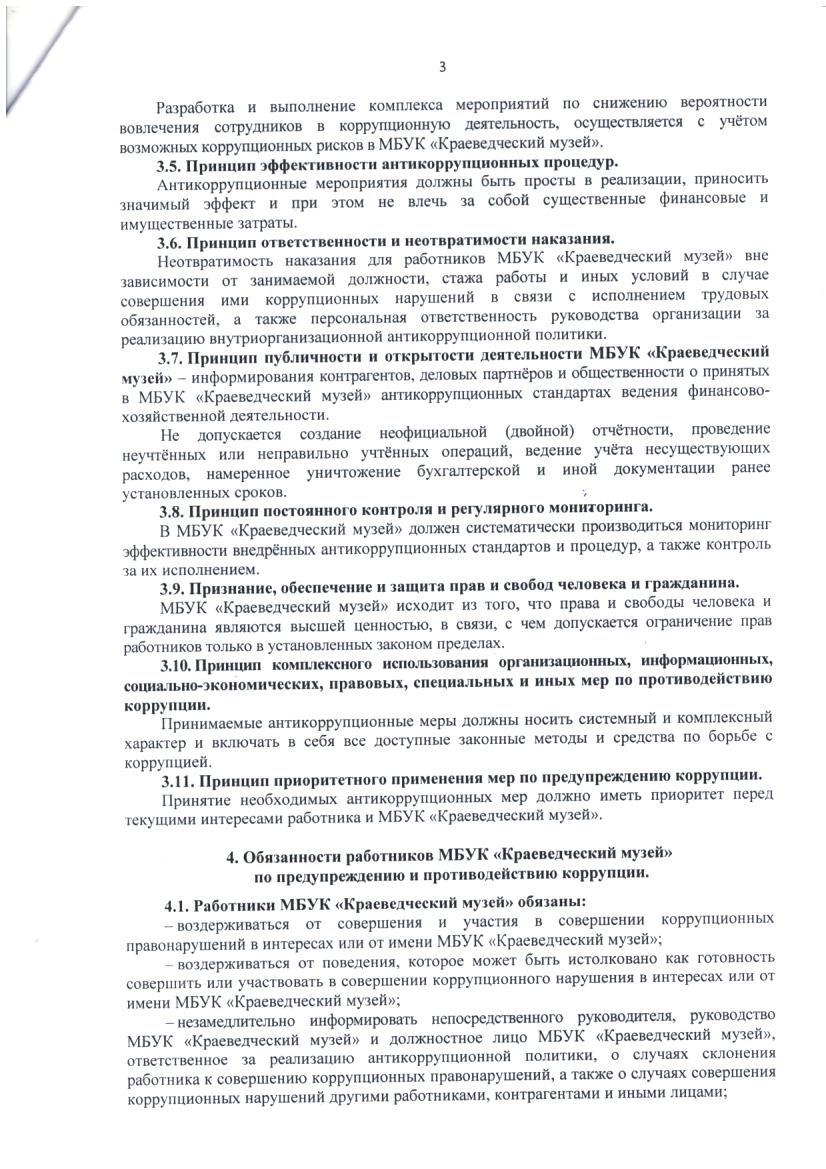 3
Разработка и выполнение комплекса мероприятий по снижению вероятности
вовлечения сотрудников в коррупционную деятельность, осуществляется с учётом
возможных коррупционных рисков в МБУК «Краеведческий музей».
3.5. Принцип эффективности антикоррупционных процедур.
Антикоррупционные мероприятия должны быть просты в реализации, приносить
значимый эффект и при этом не влечь за собой существенные финансовые и
имущественные затраты.
3.6. Принцип ответственности и неотвратимости наказания.
Неотвратимость наказания для работников МБУК «Краеведческий музей» вне
зависимости от занимаемой должности, стажа работы и иных условий в случае
совершения ими коррупционных нарушений в связи с исполнением трудовых
обязанностей, а также персональная ответственность руководства организации за
реализацию внутриорганизационной антикоррупционной политики.
3.7. Принцип публичности и открытости деятельности МБУК «Краеведческий
музей» – информирования контрагентов, деловых партнёров и общественности о принятых
в МБУК «Краеведческий музей» антикоррупционных стандартах ведения финансово-
хозяйственной деятельности.
Не допускается создание неофициальной (двойной) отчётности, проведение
неучтённых или неправильно учтённых операций, ведение учёта несуществующих
расходов, намеренное уничтожение бухгалтерской и иной документации ранее
установленных сроков.
3.8. Принцип постоянного контроля и регулярного мониторинга.
В МБУК «Краеведческий музей» должен систематически производиться мониторинг
эффективности внедрённых антикоррупционных стандартов и процедур, а также контроль
за их исполнением.
3.9. Признание, обеспечение и защита прав и свобод человека и гражданина.
МБУК «Краеведческий музей» исходит из того, что права и свободы человека и
гражданина являются высшей ценностью, в связи, с чем допускается ограничение прав
работников только в установленных законом пределах.
3.10. Принцип комплексного использования организационных, информационных,
социально-экономических, правовых, специальных и иных мер по противодействию
коррупции.
Принимаемые антикоррупционные меры должны носить системный и комплексный
характер и включать в себя все доступные законные методы и средства по борьбе с
коррупцией.
3.11. Принцип приоритетного применения мер по предупреждению коррупции.
Принятие необходимых антикоррупционных мер должно иметь приоритет перед
текущими интересами работника и МБУК «Краеведческий музей».
4. Обязанности работников МБУК «Краеведческий музей»
по предупреждению и противодействию коррупции.
4.1. Работники МБУК «Краеведческий музей» обязаны:
– воздерживаться от совершения и участия в совершении коррупционных
правонарушений в интересах или от имени МБУК «Краеведческий музей»;
– воздерживаться от поведения, которое может быть истолковано как готовность
совершить или участвовать в совершении коррупционного нарушения в интересах или от
имени МБУК «Краеведческий музей»;
– незамедлительно информировать непосредственного руководителя, руководство
МБУК «Краеведческий музей» и должностное лицо МБУК «Краеведческий музей»,
ответственное за реализацию антикоррупционной политики, о случаях склонения
работника к совершению коррупционных правонарушений, а также о случаях совершения
коррупционных нарушений другими работниками, контрагентами и иными лицами;